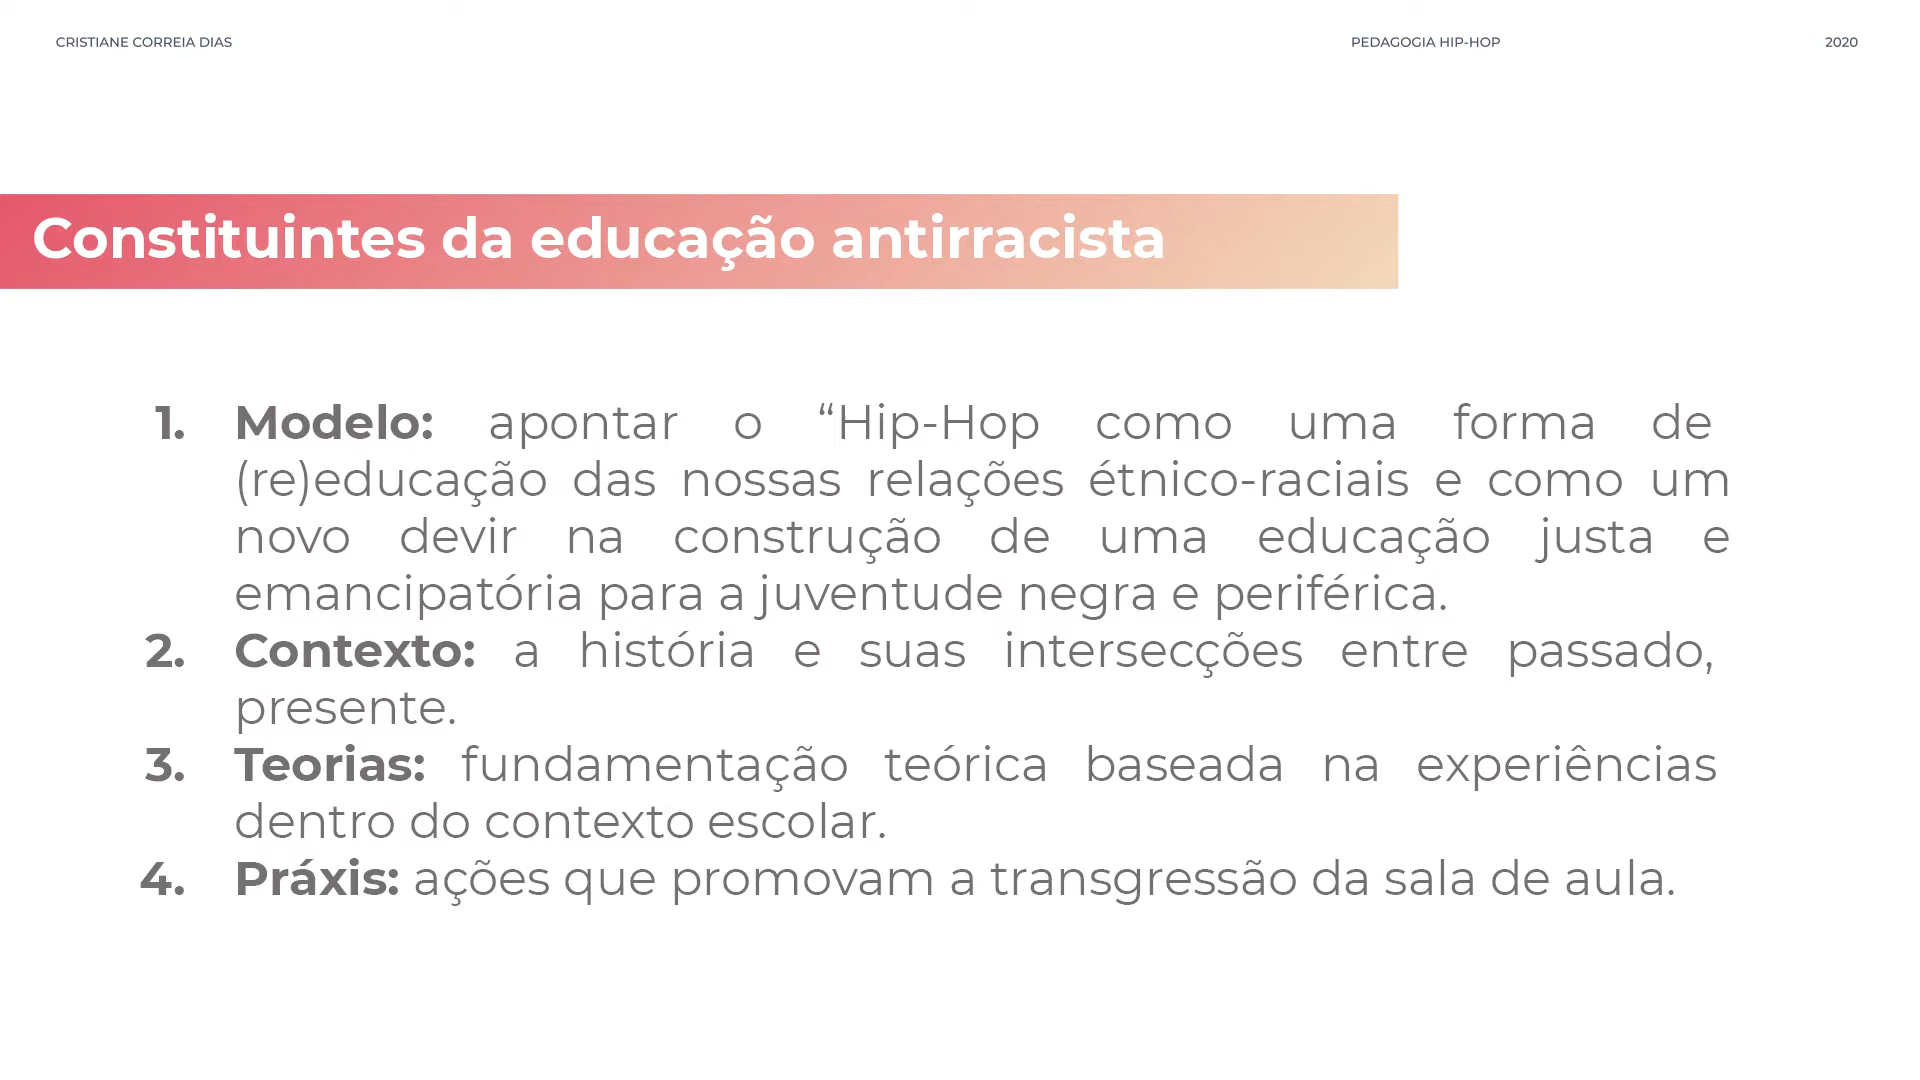 CRISTIANE CORREIA DIAS
PEDAGOGIA HIP-HOP
2020
Constituintes da educação antirracista
1. Modelo: apontar o “Hip-Hop como uma forma de
(re)educação das nossas relações étnico-raciais e como um
novo devir na construção de uma educação justa e
emancipatória para a juventude negra e periférica.
2. Contexto: a história e suas intersecções entre passado,
presente.
3. Teorias: fundamentação teórica baseada na experiências
dentro do contexto escolar.
4. Práxis: ações que promovam a transgressão da sala de aula.